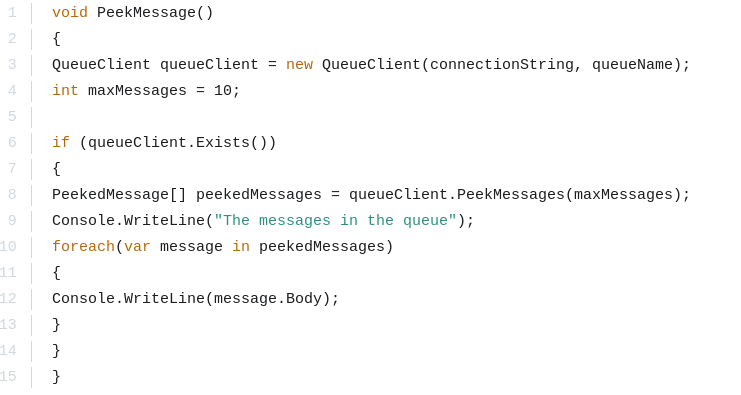 1 void PeekMessage()
2 {
3 QueueClient queueClient = new QueueClient(connectionString, queueName);
4 int maxMessages = 10;
5
6 if (queueClient.Exists())
7 {
8 PeekedMessage[] peekedMessages = queueClient.PeekMessages(maxMessages);
9 Console.WriteLine("The messages in the queue");
10 foreach(var message in peekedMessages)
11 {
12 Console.WriteLine(message.Body);
13 }
14 }
15 }